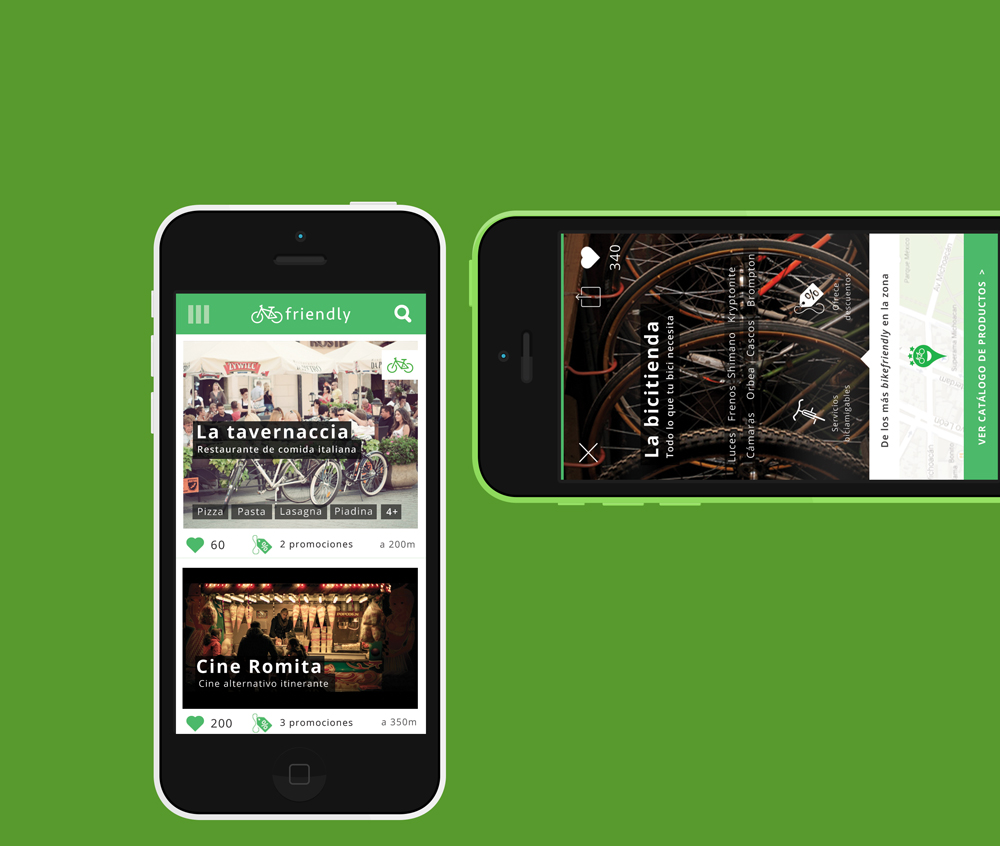 friendly
ŻYWIEC
La tavernaccia
Restaurante de comida italiana
Pizza Pasta Lasagna Piadina 4+
60 2 promociones a 200m
POPCORN
Cine Romita
Cine alternativo itinerante
200 3 promociones a 350m
340
La bicitienda
Todo lo que tu bici necesita
Luces Frenos Shimano Kryptonite
Cámaras Orbea Cascos Brompton
Servicios
biciamigables
%
Ofrece
descuentos
De los más bikefriendly en la zona
VER CATÁLOGO DE PRODUCTOS >